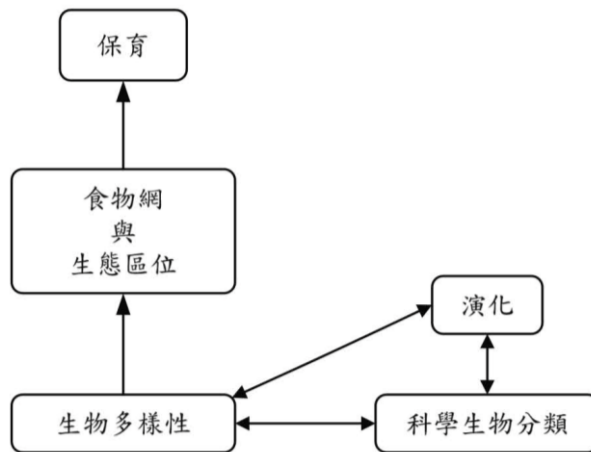 保育
食物網
與
生態區位
演化
生物多樣性
科學生物分類